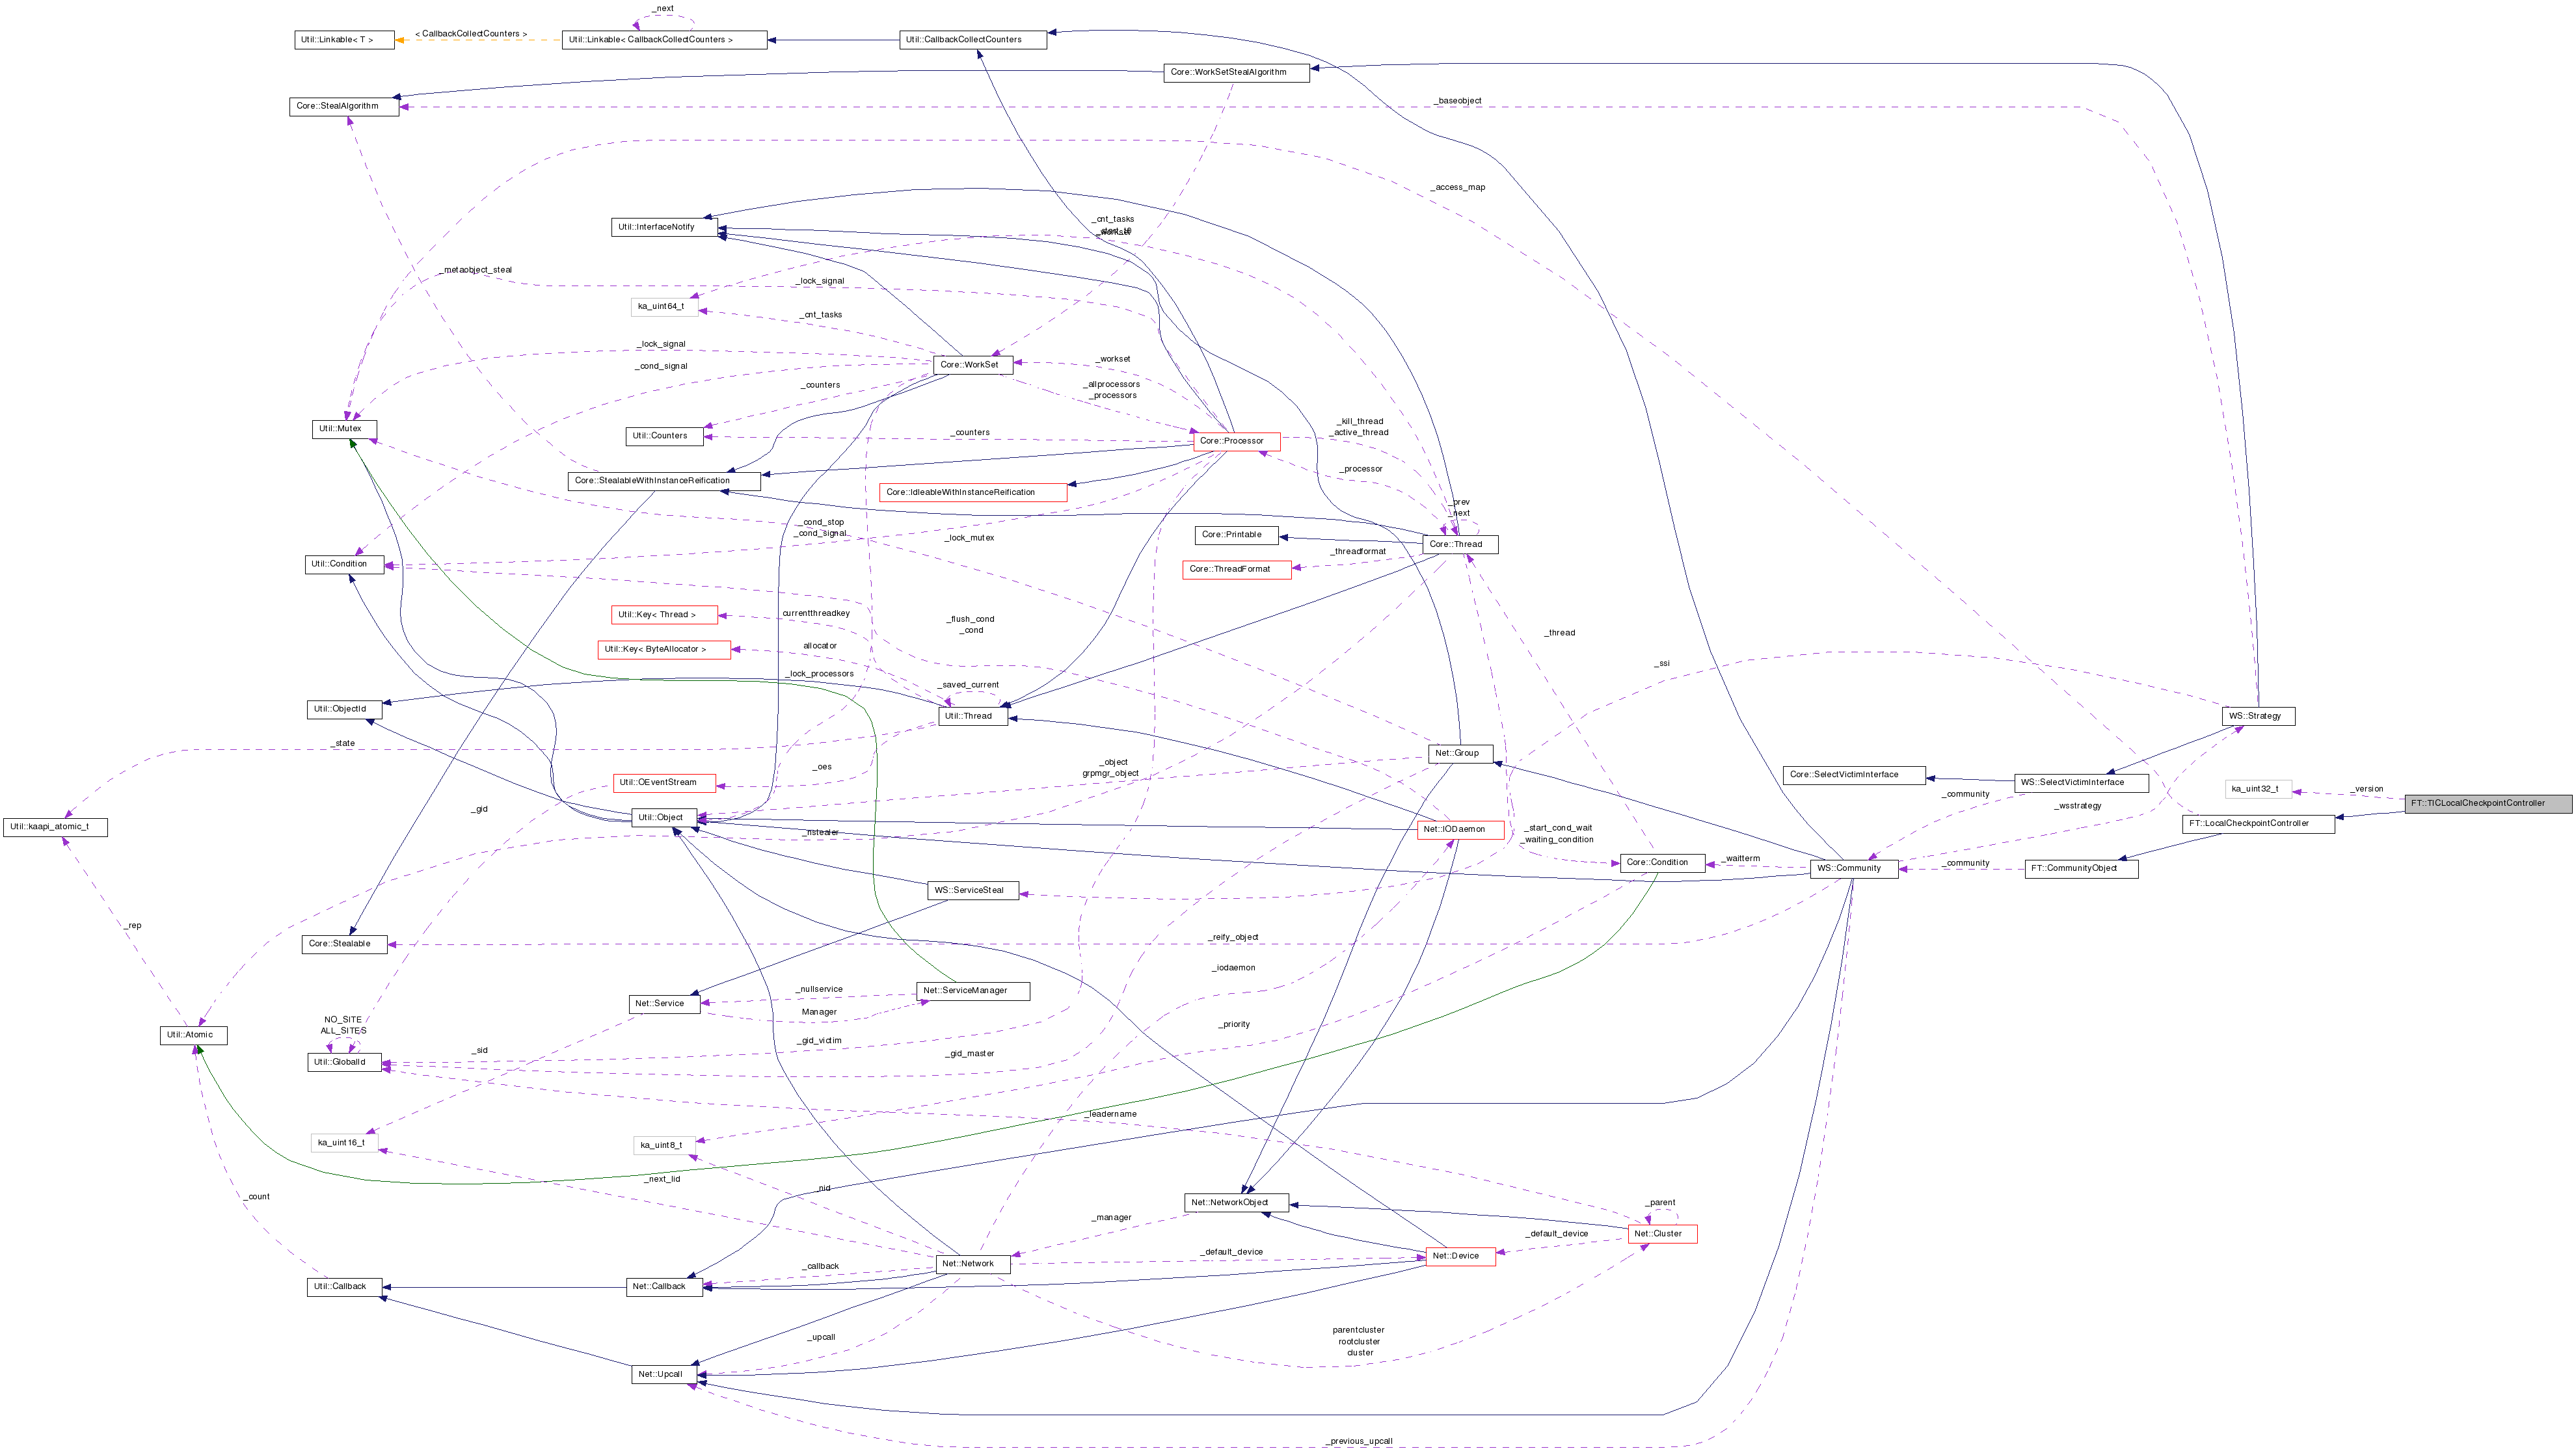 _next
Util::Linkable< T >
< CallbackCollectCounters >
Util::Linkable< CallbackCollectCounters >
Util::CallbackCollectCounters
Core::WorkSetStealAlgorithm
Core::StealAlgorithm
_baseobject
_access_map
Util::InterfaceNotify
_cnt_tasks
_workset
_metaobject_steal
_lock_signal
ka_uint64_t
_cnt_tasks
_lock_signal
Core::WorkSet
_workset
_cond_signal
_counters
_allprocessors
_processors
Util::Mutex
Util::Counters
_counters
Core::Processor
_kill_thread
_active_thread
_processor
Core::StealableWithInstanceReification
Core::IdleableWithInstanceReification
_prev
_next
_cond_stop
_cond_signal
_lock_mutex
Core::Printable
Core::Thread
Util::Condition
_threadformat
Core::ThreadFormat
Util::Key< Thread >
currentthreadkey
_flush_cond
_cond
_thread
Util::Key< ByteAllocator >
allocator
_ssi
_lock_processors
_saved_current
Util::ObjectId
Util::Thread
WS::Strategy
_state
Net::Group
_object
grpmgr_object
_oes
Util::OEventStream
Core::SelectVictimInterface
WS::SelectVictimInterface
ka_uint32_t
_version
FT::TICLocalCheckpointController
_community
_wsstrategy
_gid
Util::Object
Util::kaapi_atomic_t
_nstealer
Net::IODaemon
_start_cond_wait
_waiting_condition
FT::LocalCheckpointController
Core::Condition
_waitterm
WS::Community
_community
FT::CommunityObject
WS::ServiceSteal
_rep
Core::Stealable
_reify_object
_iodaemon
Net::Service
_nullservice
Net::ServiceManager
Manager
NO_SITE
ALL_SITES
Util::Atomic
_priority
_gid_victim
_sid
_gid_master
Util::GlobalId
_leadername
ka_uint16_t
ka_uint8_t
_next_lid
_nid
_count
Net::NetworkObject
_parent
_manager
Net::Cluster
_default_device
_default_device
Net::Network
Net::Device
_callback
Util::Callback
Net::Callback
_upcall
parentcluster
rootcluster
cluster
Net::Upcall
_previous_upcall